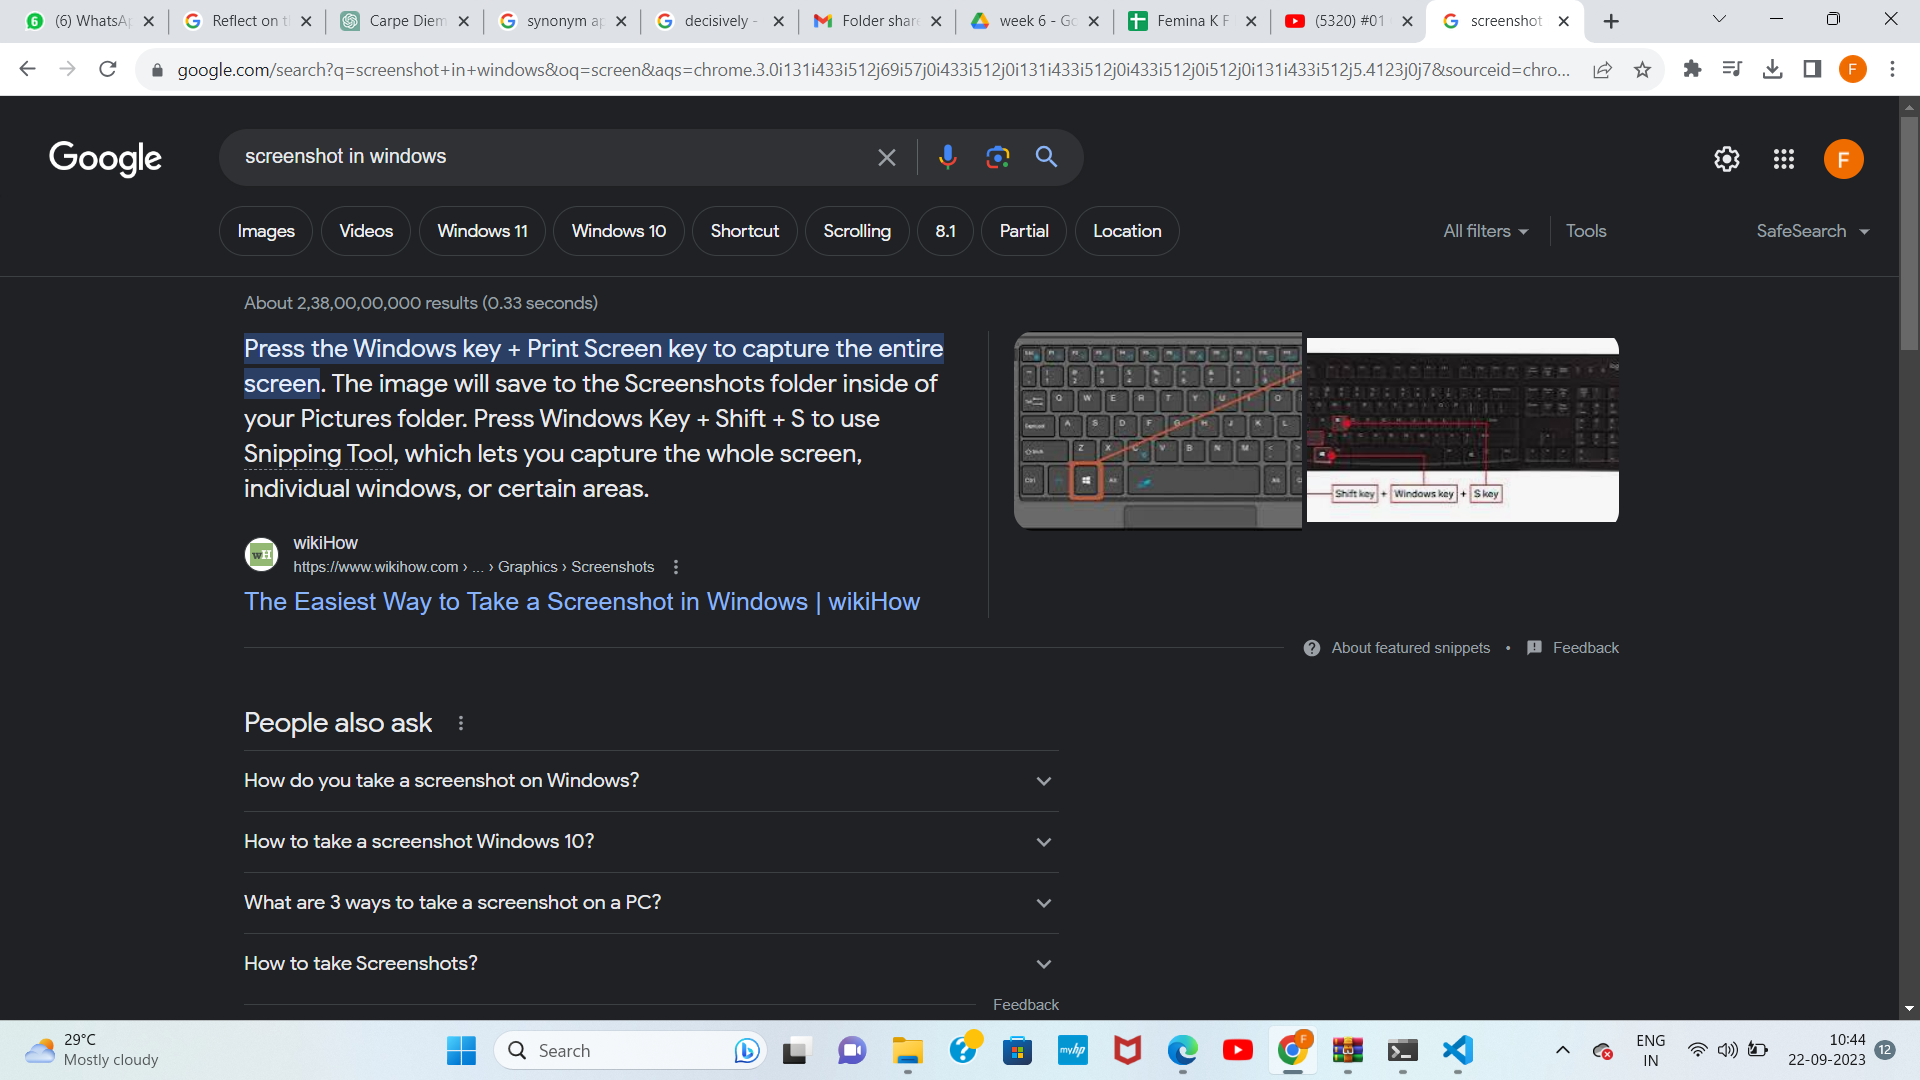 (6) WhatsA
Reflect on t
Carpe Diem
synonym ap
decisively -
Folder share
week 6 - Go
Femina K F
(5320) #01
screenshot
google.com/search?q=screenshot+in+windows&oq=screen&aqs=chrome.3.0i131i433i512j69i57j0i433i512j0i131i433i512j0i433i512j0i512j0i131i433i512j5.4123j0j7&sourceid=chro...
F
Google
screenshot in windows
F
Images
Videos
Windows 11
Windows 10
Shortcut
Scrolling
8.1
Partial
Location
All filters
Tools
SafeSearch
About 2,38,00,00,000 results (0.33 seconds)
Press the Windows key + Print Screen key to capture the entire
screen. The image will save to the Screenshots folder inside of
your Pictures folder. Press Windows Key + Shift + S to use
Snipping Tool, which lets you capture the whole screen,
individual windows, or certain areas.
Shift key + Windows key + S key
wH
wikiHow
https://www.wikihow.com › ... › Graphics › Screenshots
The Easiest Way to Take a Screenshot in Windows | wikiHow
About featured snippets • Feedback
People also ask
How do you take a screenshot on Windows?
How to take a screenshot Windows 10?
What are 3 ways to take a screenshot on a PC?
How to take Screenshots?
Feedback
29°C
Mostly cloudy
Search
myhp
F
ENG
IN
10:44
22-09-2023
12